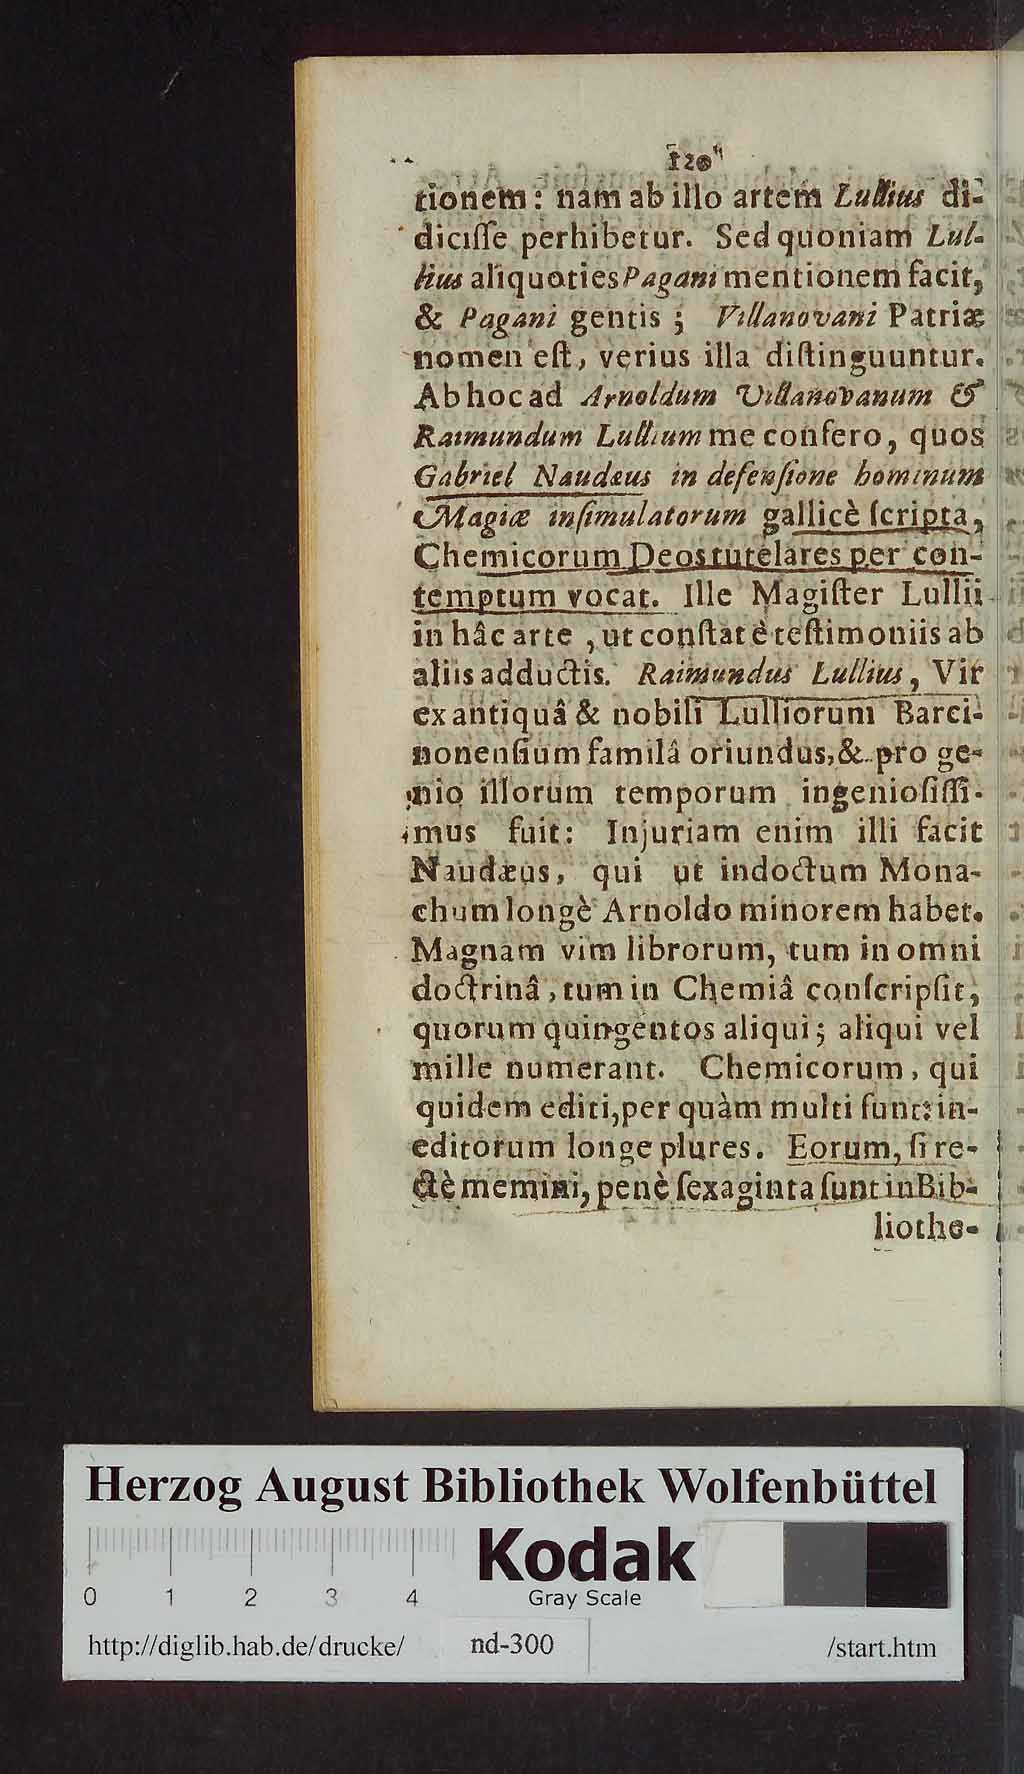 120
tionem: nam ab illo artem Lullius di-
diciſſe perhibetur. Sed quoniam Lul-
lius aliquoties Pagani mentionem facit,
& Pagani gentis; Villanovani Patriæ
nomen eſt, verius illa diſtinguuntur.
Ab hoc ad Arnoldum Villanovanum &
Raimundum Lullium me confero, quos
Gabriel Naudæus in defenſione hominum
Magiæ inſimulatorum gallicè ſcripta,
Chemicorum Deos tutelares per con-
temptum vocat. Ille Magiſter Lullii
in hâc arte, ut conſtat è teſtimoniis ab
aliis adductis. Raimundus Lullius, Vir
ex antiquâ & nobili Lulliorum Barci-
nonenſium familâ oriundus, & pro ge-
nio illorum temporum ingenioſiſſi-
mus fuit: Injuriam enim illi facit
Naudæus, qui ut indoctum Mona-
chum longè Arnoldo minorem habet.
Magnam vim librorum, tum in omni
doctrinâ, tum in Chemiâ conſcripſit,
quorum quingentos aliqui; aliqui vel
mille numerant. Chemicorum, qui
quidem editi, per quàm multi ſunt: in-
editorum longe plures. Eorum, ſi re-
ctè memini, penè ſexaginta ſunt in Bib-
liothe-
Herzog August Bibliothek Wolfenbüttel
Kodak
Gray Scale
0 1 2 3 4
http://diglib.hab.de/drucke/ nd-300 /start.htm